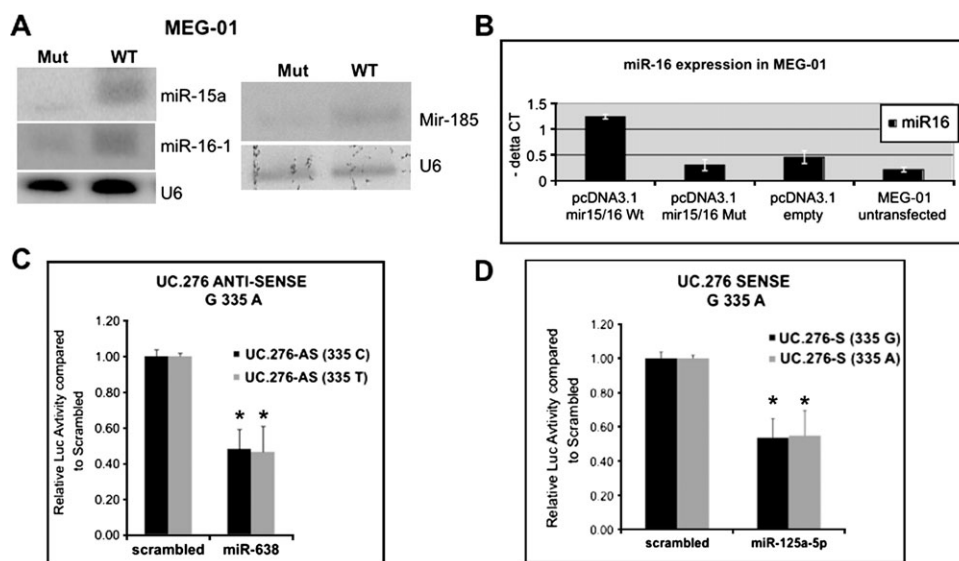 A
MEG-01
Mut WT
miR-15a
miR-16-1
U6
Mut WT
Mir-185
U6
B
miR-16 expression in MEG-01
- detta CT
1.5
1
0.5
0
miR16
pcDNA3.1 mir15/16 Wt
pcDNA3.1 mir15/16 Mut
pcDNA3.1 empty
MEG-01 untransfected
C
UC.276 ANTI-SENSE
G 335 A
Relative Luc Avtivity compared
to Scrambled
1.20
1.00
0.80
0.60
0.40
0.20
0.00
UC.276-AS (335 C)
UC.276-AS (335 T)
* *
scrambled miR-638
D
UC.276 SENSE
G 335 A
Relative Luc Avtivity compared
to Scrambled
1.20
1.00
0.80
0.60
0.40
0.20
0.00
UC.276-S (335 G)
UC.276-S (335 A)
* *
scrambled miR-125a-5p